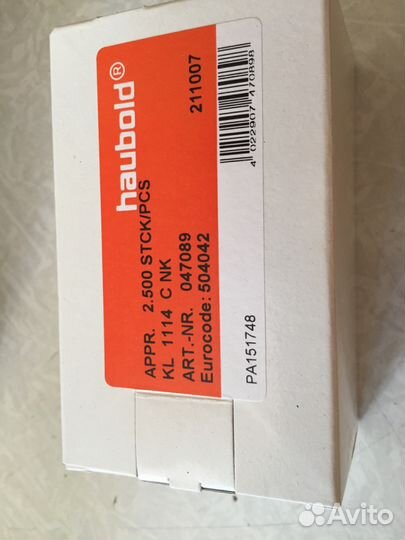 haubold®
APPR. 2.500 STCK/PCS
KL 1114 C NK
ART.-NR. 047089
Eurocode: 504042
211007
4 022907 470898
PA151748
Avito